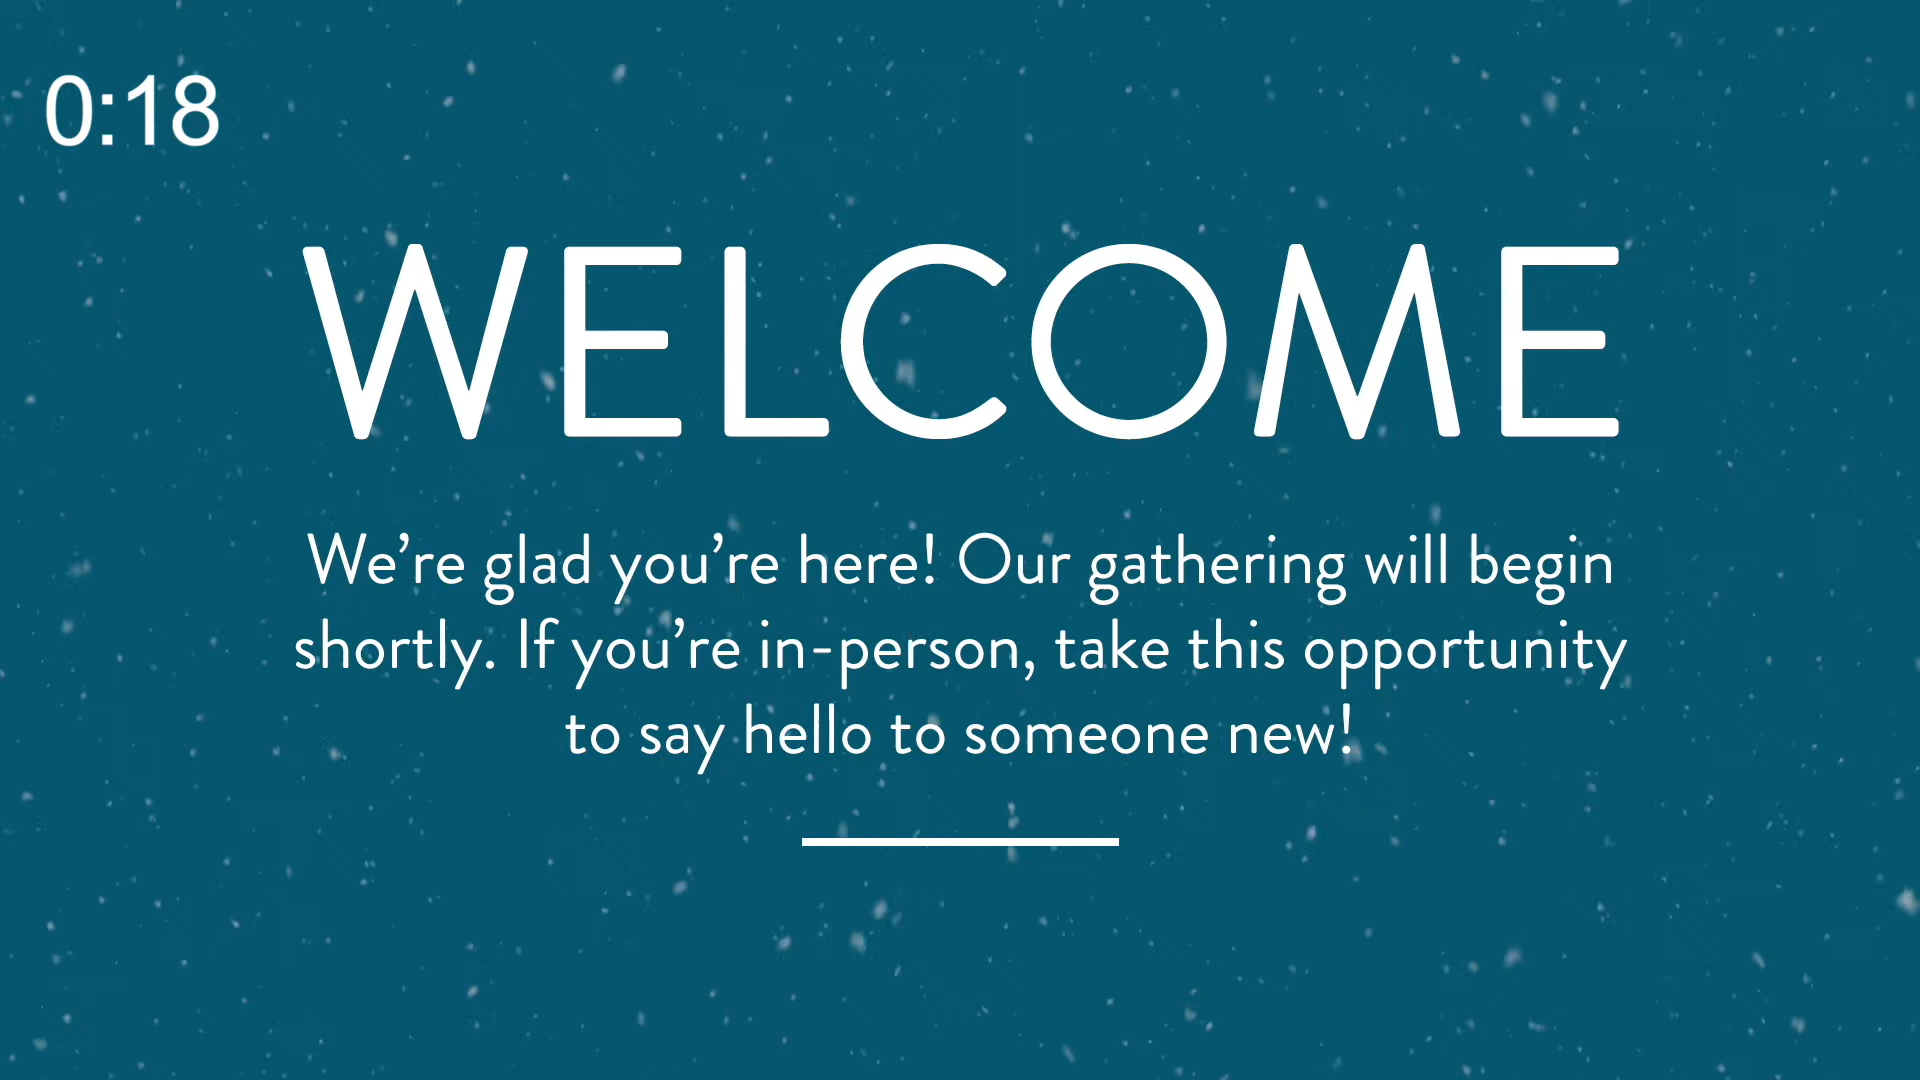 0:18
WELCOME
We’re glad you’re here! Our gathering will begin
shortly. If you’re in-person, take this opportunity
to say hello to someone new!